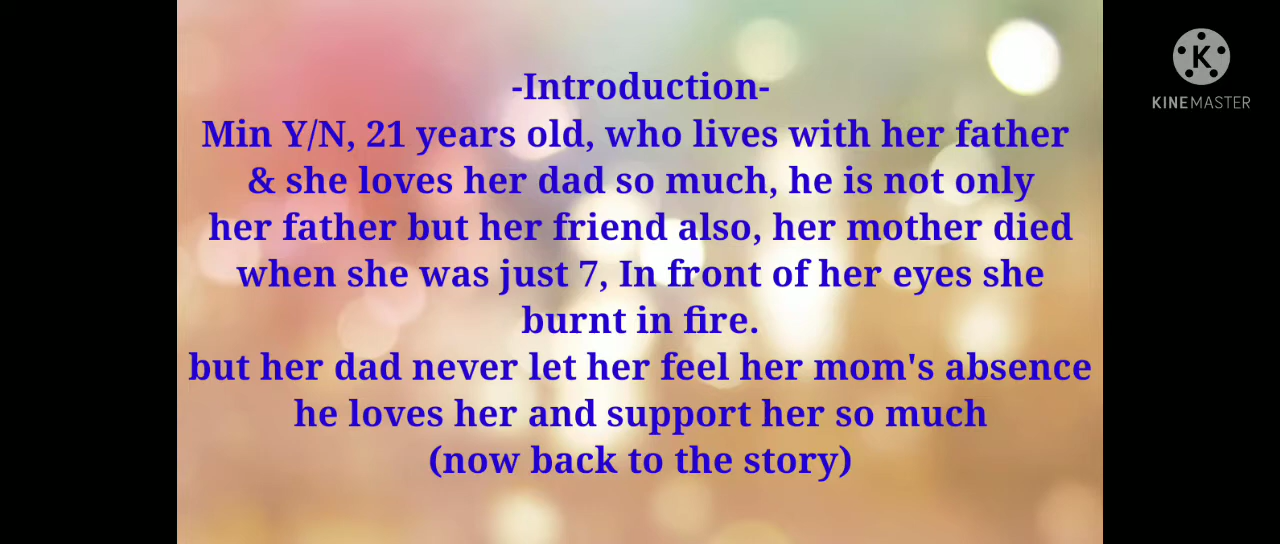 -Introduction-
Min Y/N, 21 years old, who lives with her father
& she loves her dad so much, he is not only
her father but her friend also, her mother died
when she was just 7, In front of her eyes she
burnt in fire.
but her dad never let her feel her mom's absence
he loves her and support her so much
(now back to the story)
K
KINEMASTER